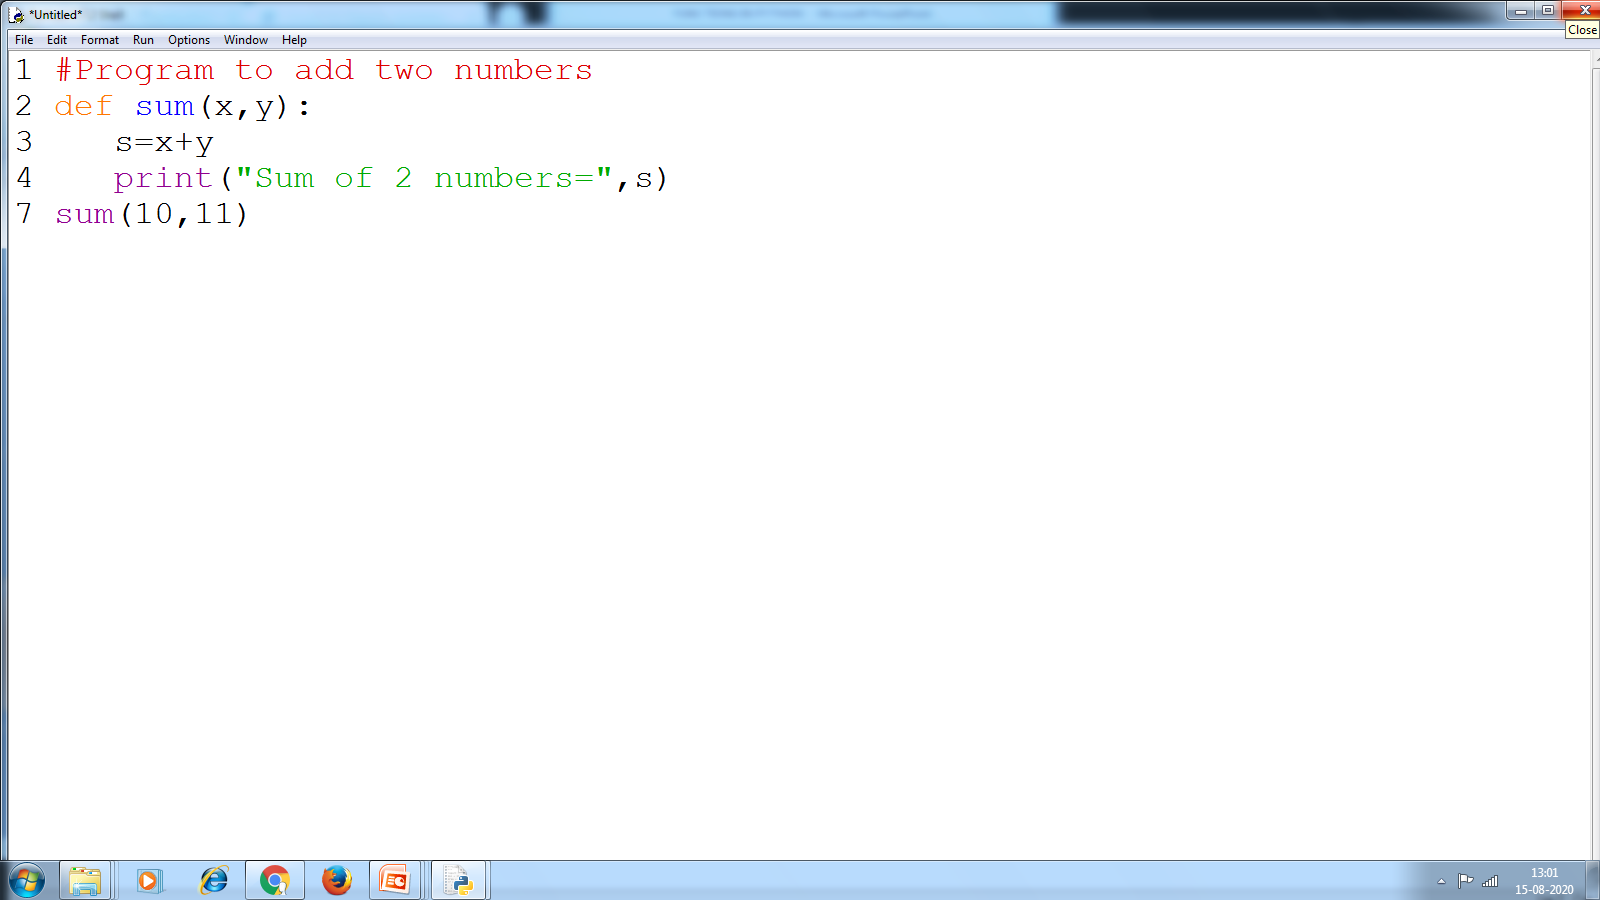 *Untitled*
Close
File Edit Format Run Options Window Help
1 #Program to add two numbers
2 def sum(x,y):
3    s=x+y
4    print("Sum of 2 numbers=",s)
7 sum(10,11)
13:01
15-08-2020